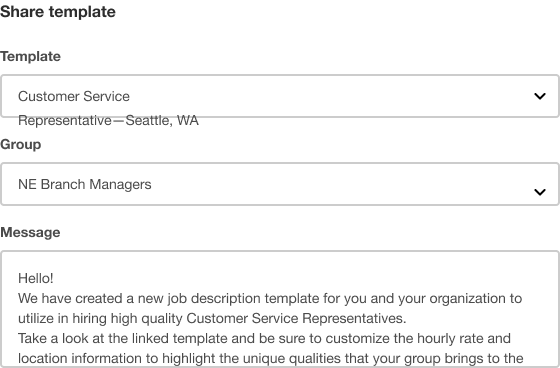 Share template
Template
Customer Service
Representative—Seattle, WA
Group
NE Branch Managers
Message
Hello!
We have created a new job description template for you and your organization to
utilize in hiring high quality Customer Service Representatives.
Take a look at the linked template and be sure to customize the hourly rate and
location information to highlight the unique qualities that your group brings to the